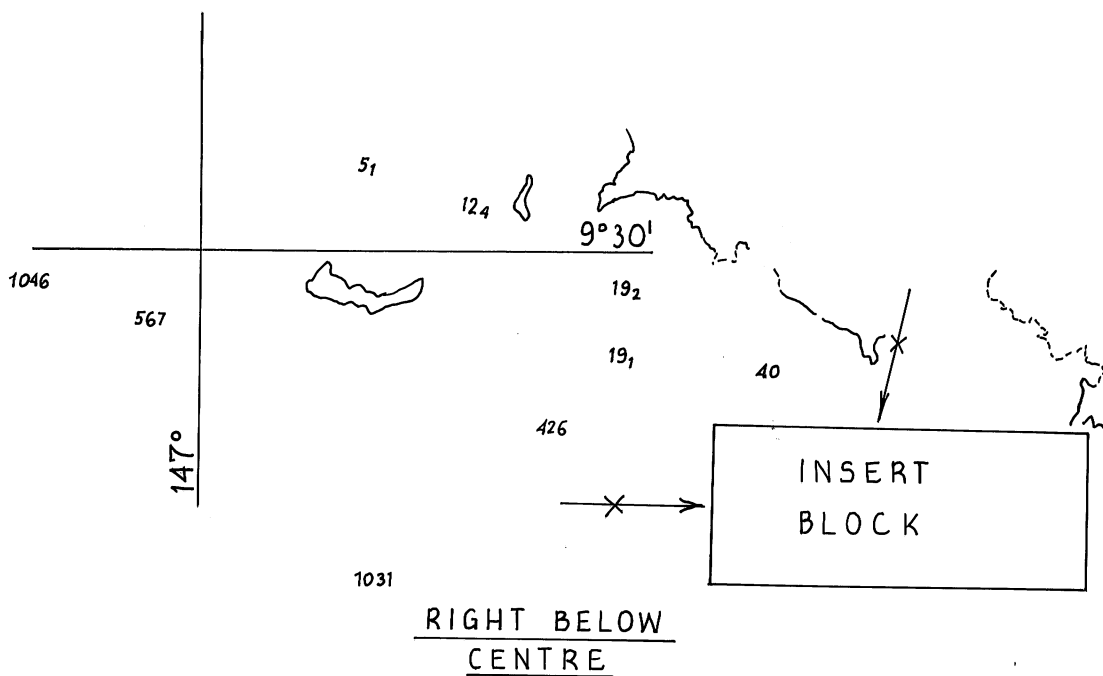 5₁
12₄
9° 30'
1046
19₂
567
19₁
40
426
147°
INSERT
BLOCK
1031
RIGHT BELOW
CENTRE